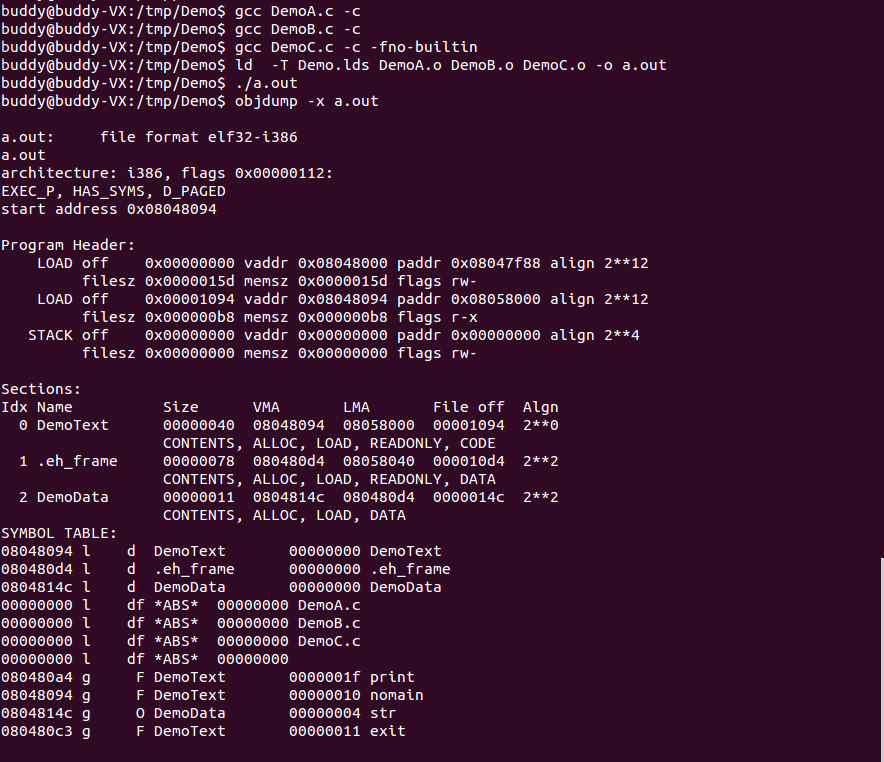 buddy@buddy-VX:/tmp/Demo$ gcc DemoA.c -c
buddy@buddy-VX:/tmp/Demo$ gcc DemoB.c -c
buddy@buddy-VX:/tmp/Demo$ gcc DemoC.c -c -fno-builtin
buddy@buddy-VX:/tmp/Demo$ ld  -T Demo.lds DemoA.o DemoB.o DemoC.o -o a.out
buddy@buddy-VX:/tmp/Demo$ ./a.out
buddy@buddy-VX:/tmp/Demo$ objdump -x a.out

a.out:     file format elf32-i386
a.out
architecture: i386, flags 0x00000112:
EXEC_P, HAS_SYMS, D_PAGED
start address 0x08048094

Program Header:
    LOAD off    0x00000000 vaddr 0x08048000 paddr 0x08047f88 align 2**12
         filesz 0x0000015d memsz 0x0000015d flags rw-
    LOAD off    0x00001094 vaddr 0x08048094 paddr 0x08058000 align 2**12
         filesz 0x000000b8 memsz 0x000000b8 flags r-x
   STACK off    0x00000000 vaddr 0x00000000 paddr 0x00000000 align 2**4
         filesz 0x00000000 memsz 0x00000000 flags rw-

Sections:
Idx Name          Size      VMA       LMA       File off  Algn
  0 DemoText      00000040  08048094  08058000  00001094  2**0
                  CONTENTS, ALLOC, LOAD, READONLY, CODE
  1 .eh_frame     00000078  080480d4  08058040  000010d4  2**2
                  CONTENTS, ALLOC, LOAD, READONLY, DATA
  2 DemoData      00000011  0804814c  080480d4  0000014c  2**2
                  CONTENTS, ALLOC, LOAD, DATA
SYMBOL TABLE:
08048094 l    d  DemoText       00000000 DemoText
080480d4 l    d  .eh_frame      00000000 .eh_frame
0804814c l    d  DemoData       00000000 DemoData
00000000 l    df *ABS*  00000000 DemoA.c
00000000 l    df *ABS*  00000000 DemoB.c
00000000 l    df *ABS*  00000000 DemoC.c
00000000 l    df *ABS*  00000000
080480a4 g     F DemoText       0000001f print
08048094 g     F DemoText       00000010 nomain
0804814c g     O DemoData       00000004 str
080480c3 g     F DemoText       00000011 exit